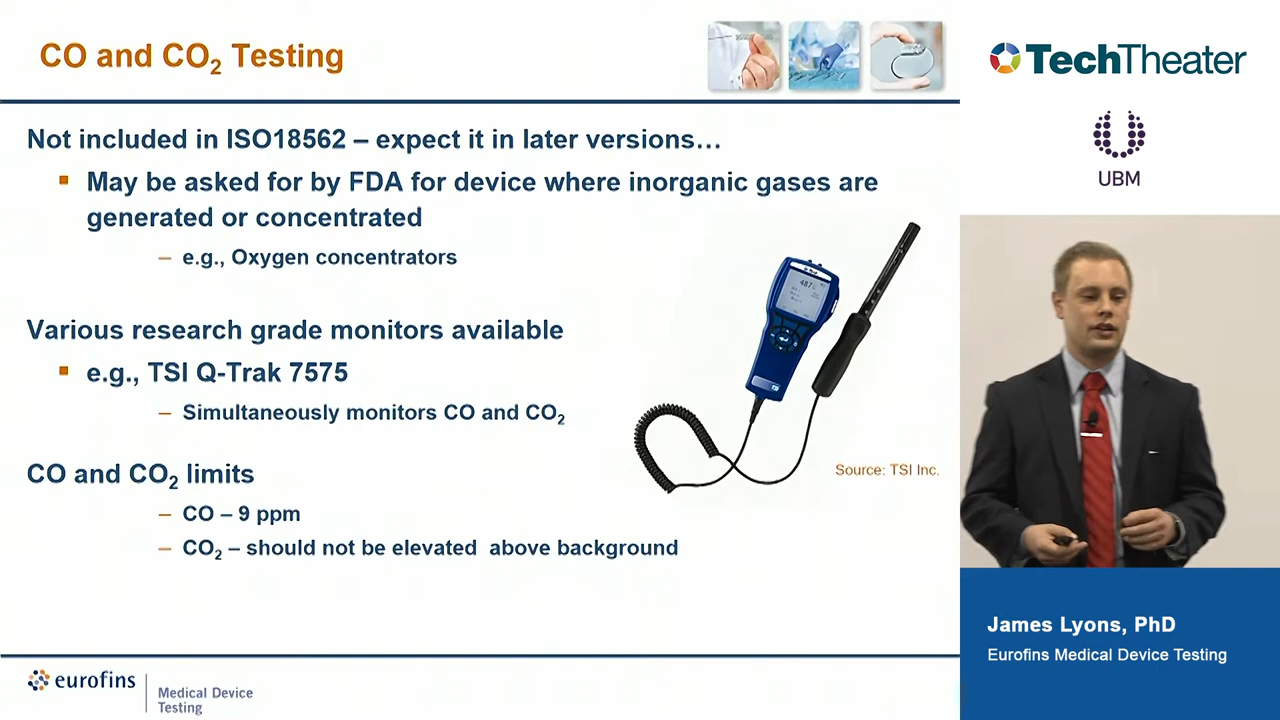 CO and CO₂ Testing
TechTheater
UBM
Not included in ISO18562 – expect it in later versions...
May be asked for by FDA for device where inorganic gases are
generated or concentrated
– e.g., Oxygen concentrators
Various research grade monitors available
e.g., TSI Q-Trak 7575
– Simultaneously monitors CO and CO₂
487
Source: TSI Inc.
CO and CO₂ limits
– CO – 9 ppm
– CO₂ – should not be elevated above background
James Lyons, PhD
Eurofins Medical Device Testing
eurofins
Medical Device
Testing